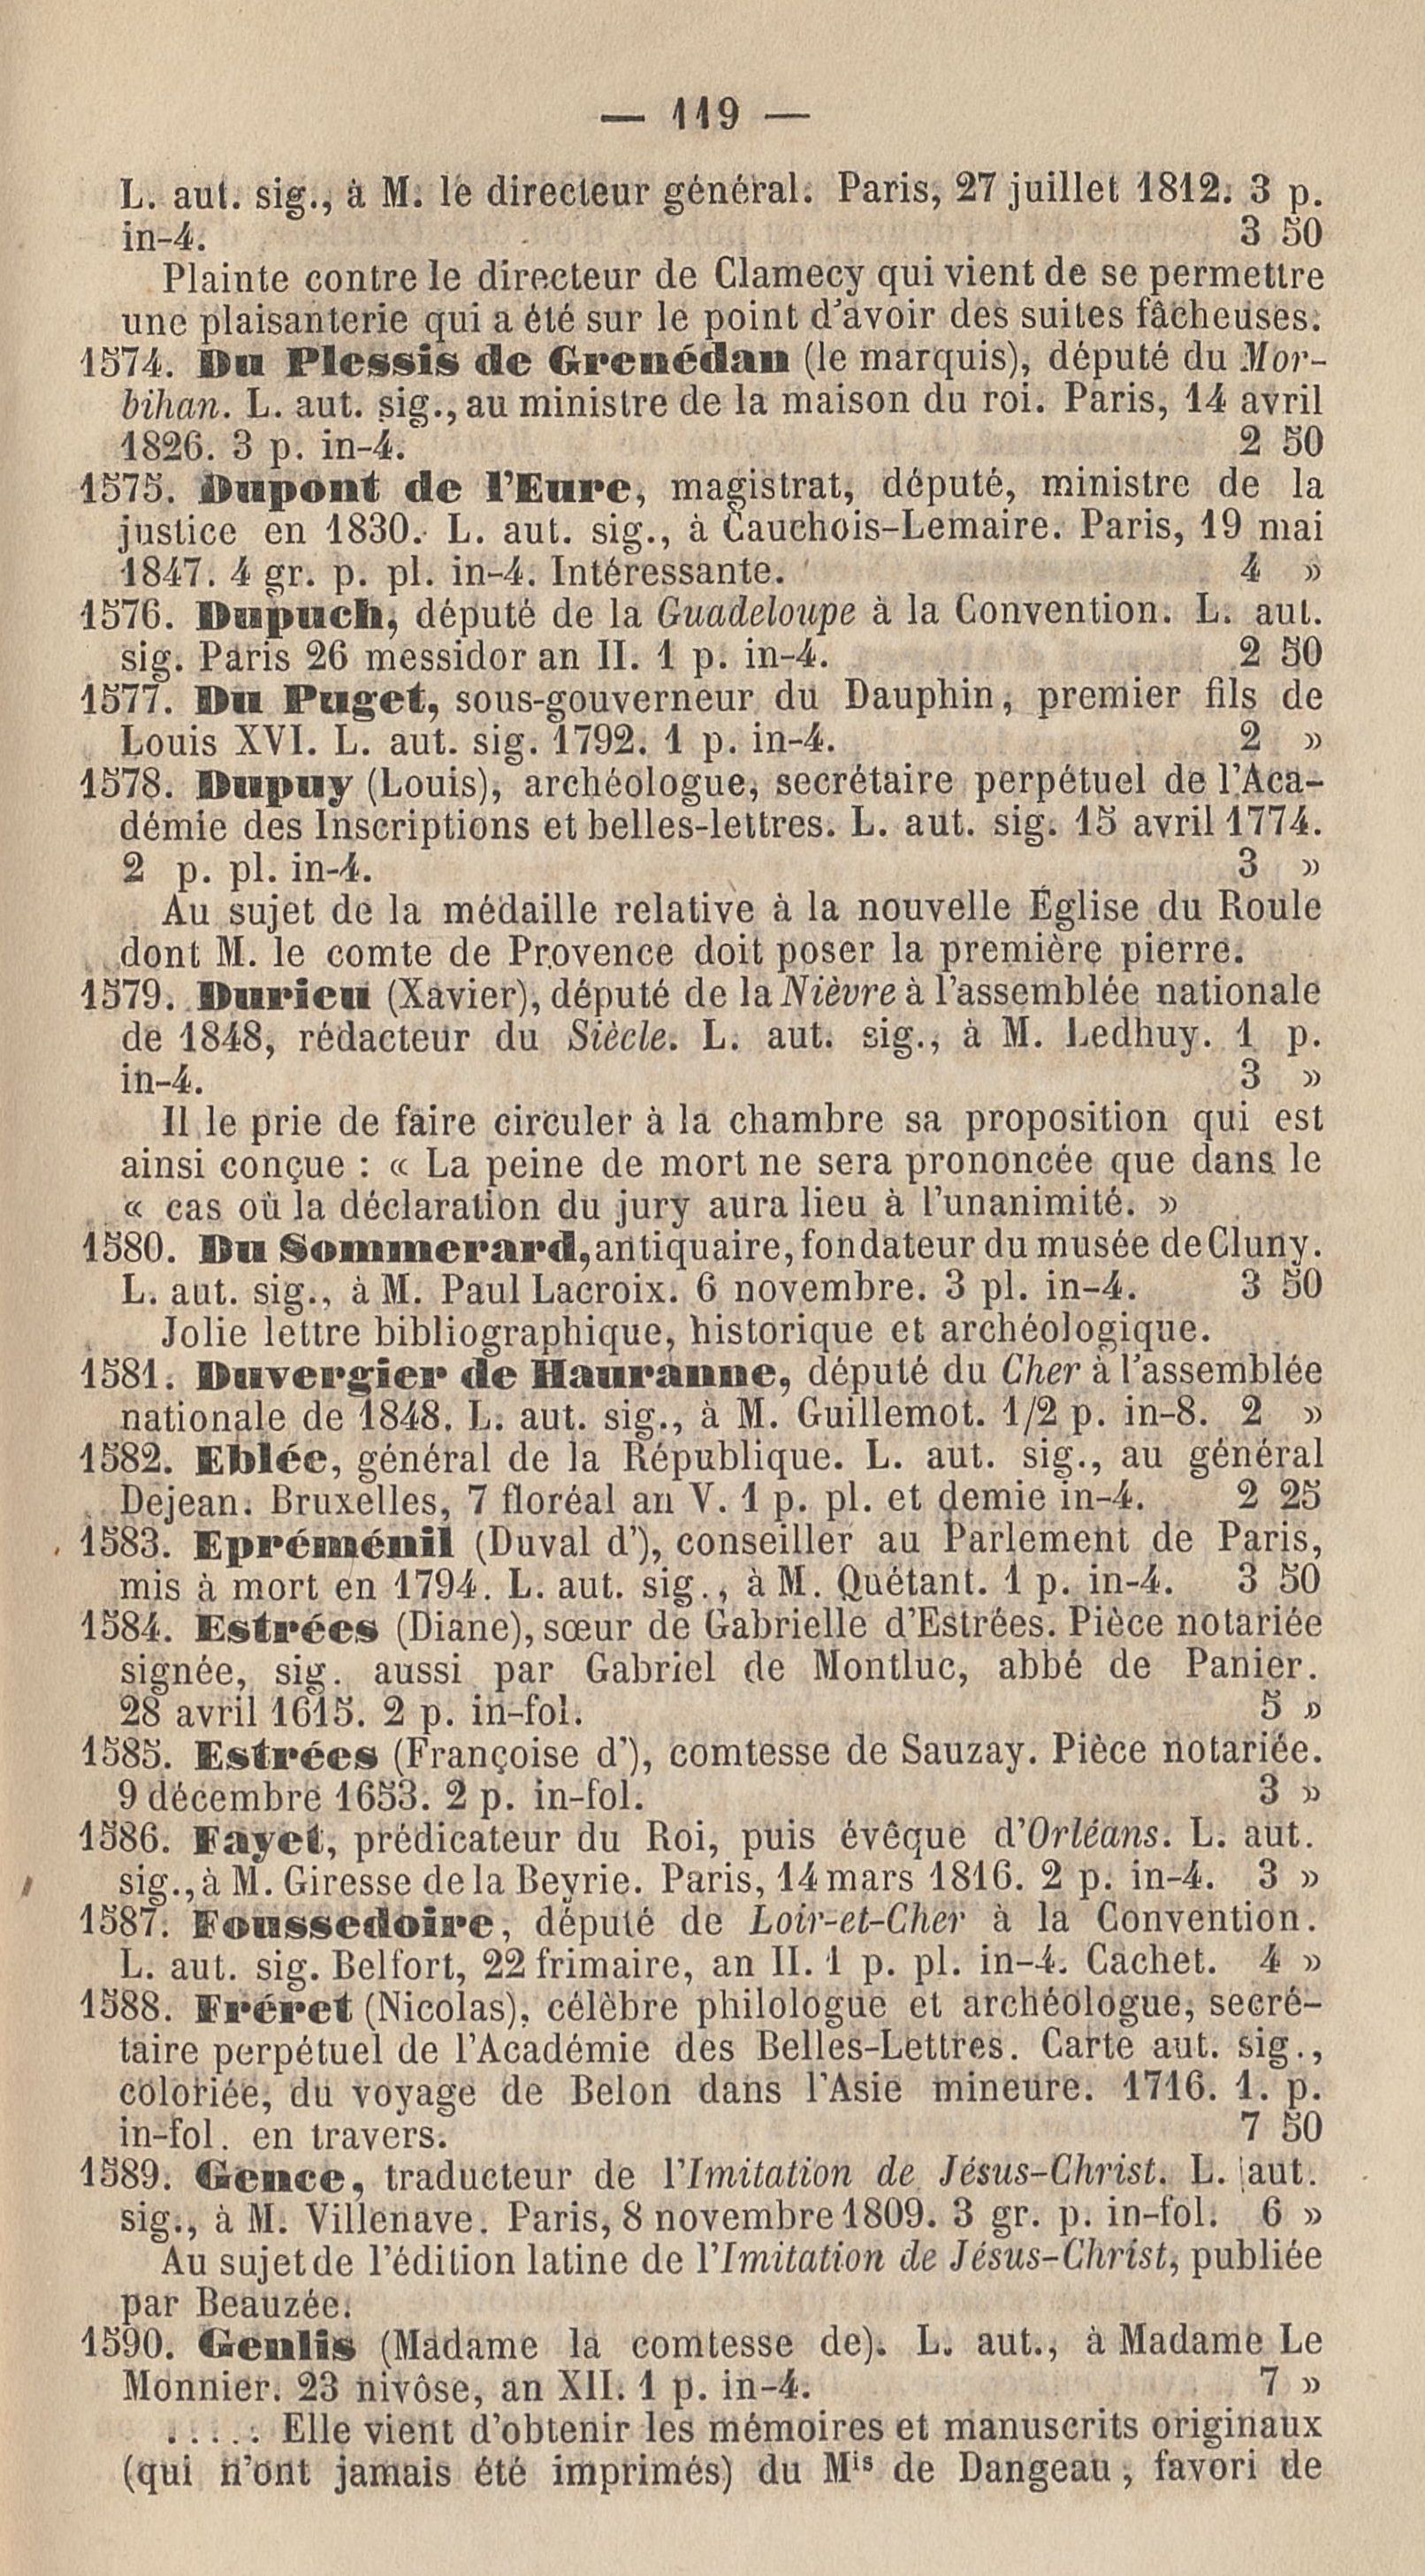 — 119 —
L. aut. sig., à M. le directeur général. Paris, 27 juillet 1812. 3 p.
in-4. 3 50
Plainte contre le directeur de Clamecy qui vient de se permettre
une plaisanterie qui a été sur le point d'avoir des suites fâcheuses.
1574. Du Plessis de Grenédan (le marquis), député du Mor-
bihan. L. aut. sig., au ministre de la maison du roi. Paris, 14 avril
1826. 3 p. in-4. 2 50
1575. Dupont de l'Eure, magistrat, député, ministre de la
justice en 1830. L. aut. sig., à Cauchois-Lemaire. Paris, 19 mai
1847. 4 gr. p. pl. in-4. Intéressante. 4 »
1576. Dupuch, député de la Guadeloupe à la Convention. L. aut.
sig. Paris 26 messidor an II. 1 p. in-4. 2 50
1577. Du Puget, sous-gouverneur du Dauphin, premier fils de
Louis XVI. L. aut. sig. 1792. 1 p. in-4. 2 »
1578. Dupuy (Louis), archéologue, secrétaire perpétuel de l'Aca-
démie des Inscriptions et belles-lettres. L. aut. sig. 15 avril 1774.
2 p. pl. in-4. 3 »
Au sujet de la médaille relative à la nouvelle Église du Roule
dont M. le comte de Provence doit poser la première pierre.
1579. Durieu (Xavier), député de la Nièvre à l'assemblée nationale
de 1848, rédacteur du Siècle. L. aut. sig., à M. Ledhuy. 1 p.
in-4. 3 »
Il le prie de faire circuler à la chambre sa proposition qui est
ainsi conçue : « La peine de mort ne sera prononcée que dans le
« cas où la déclaration du jury aura lieu à l'unanimité. »
1580. Du Sommerard, antiquaire, fondateur du musée de Cluny.
L. aut. sig., à M. Paul Lacroix. 6 novembre. 3 pl. in-4. 3 50
Jolie lettre bibliographique, historique et archéologique.
1581. Duvergier de Hauranne, député du Cher à l'assemblée
nationale de 1848. L. aut. sig., à M. Guillemot. 1/2 p. in-8. 2 »
1582. Eblée, général de la République. L. aut. sig., au général
Dejean. Bruxelles, 7 floréal an V. 1 p. pl. et demie in-4. 2 25
1583. Epréménil (Duval d'), conseiller au Parlement de Paris,
mis à mort en 1794. L. aut. sig., à M. Quétant. 1 p. in-4. 3 50
1584. Estrées (Diane), sœur de Gabrielle d'Estrées. Pièce notariée
signée, sig. aussi par Gabriel de Montluc, abbé de Panier.
28 avril 1615. 2 p. in-fol. 5 »
1585. Estrées (Françoise d'), comtesse de Sauzay. Pièce notariée.
9 décembre 1653. 2 p. in-fol. 3 »
1586. Fayet, prédicateur du Roi, puis évêque d'Orléans. L. aut.
sig., à M. Giresse de la Beyrie. Paris, 14 mars 1816. 2 p. in-4. 3 »
1587. Foussedoire, député de Loir-et-Cher à la Convention.
L. aut. sig. Belfort, 22 frimaire, an II. 1 p. pl. in-4. Cachet. 4 »
1588. Fréret (Nicolas), célèbre philologue et archéologue, secré-
taire perpétuel de l'Académie des Belles-Lettres. Carte aut. sig.,
coloriée, du voyage de Belon dans l'Asie mineure. 1716. 1. p.
in-fol. en travers. 7 50
1589. Gence, traducteur de l'Imitation de Jésus-Christ. L. aut.
sig., à M. Villenave. Paris, 8 novembre 1809. 3 gr. p. in-fol. 6 »
Au sujet de l'édition latine de l'Imitation de Jésus-Christ, publiée
par Beauzée.
1590. Genlis (Madame la comtesse de). L. aut., à Madame Le
Monnier. 23 nivôse, an XII. 1 p. in-4. 7 »
..... Elle vient d'obtenir les mémoires et manuscrits originaux
(qui n'ont jamais été imprimés) du Mis de Dangeau, favori de